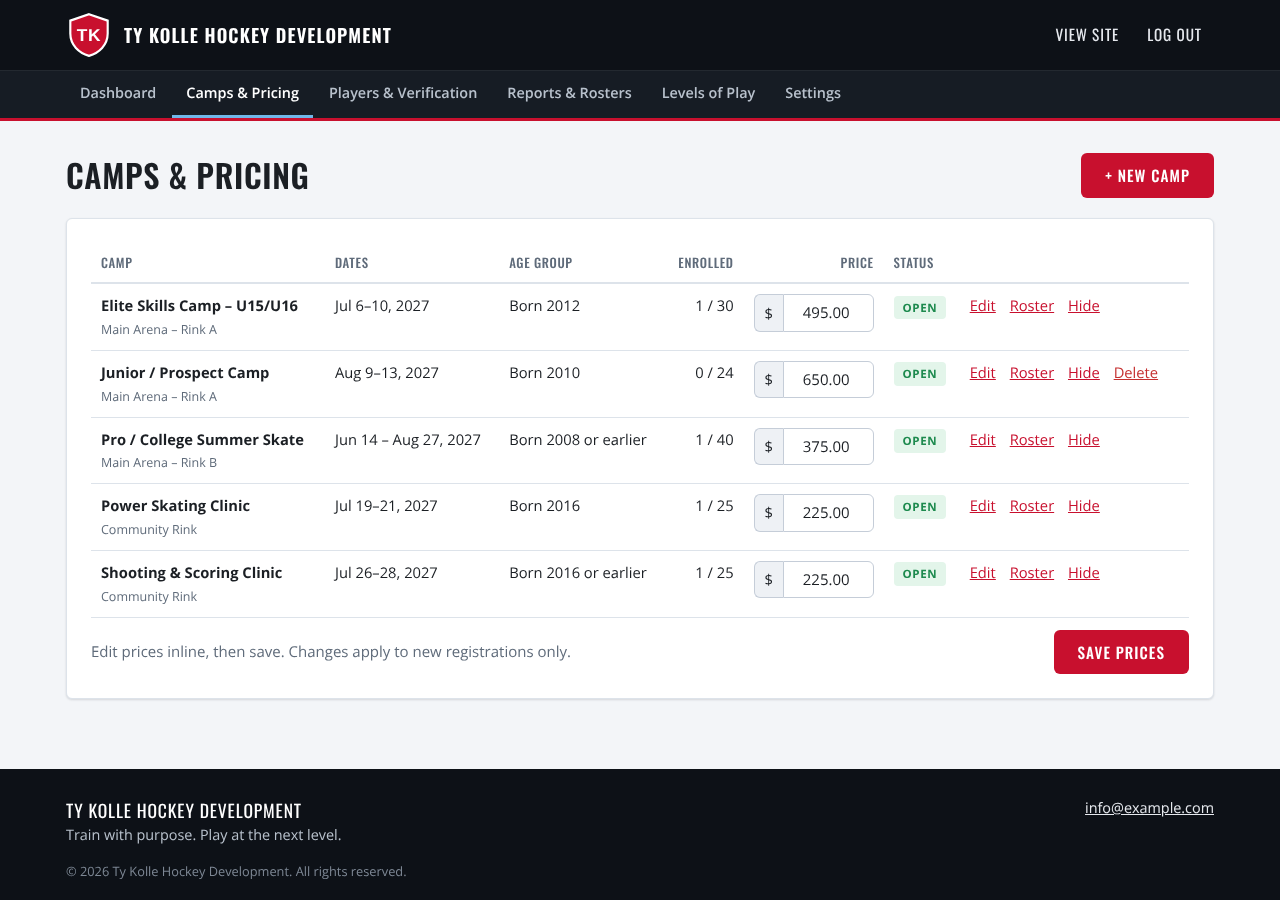 TK TY KOLLE HOCKEY DEVELOPMENT VIEW SITE LOG OUT
Dashboard Camps & Pricing Players & Verification Reports & Rosters Levels of Play Settings
CAMPS & PRICING + NEW CAMP
CAMP DATES AGE GROUP ENROLLED PRICE STATUS
Elite Skills Camp – U15/U16 Jul 6–10, 2027 Born 2012 1 / 30 $ 495.00 OPEN Edit Roster Hide
Main Arena – Rink A
Junior / Prospect Camp Aug 9–13, 2027 Born 2010 0 / 24 $ 650.00 OPEN Edit Roster Hide Delete
Main Arena – Rink A
Pro / College Summer Skate Jun 14 – Aug 27, 2027 Born 2008 or earlier 1 / 40 $ 375.00 OPEN Edit Roster Hide
Main Arena – Rink B
Power Skating Clinic Jul 19–21, 2027 Born 2016 1 / 25 $ 225.00 OPEN Edit Roster Hide
Community Rink
Shooting & Scoring Clinic Jul 26–28, 2027 Born 2016 or earlier 1 / 25 $ 225.00 OPEN Edit Roster Hide
Community Rink
Edit prices inline, then save. Changes apply to new registrations only. SAVE PRICES
TY KOLLE HOCKEY DEVELOPMENT info@example.com
Train with purpose. Play at the next level.
© 2026 Ty Kolle Hockey Development. All rights reserved.